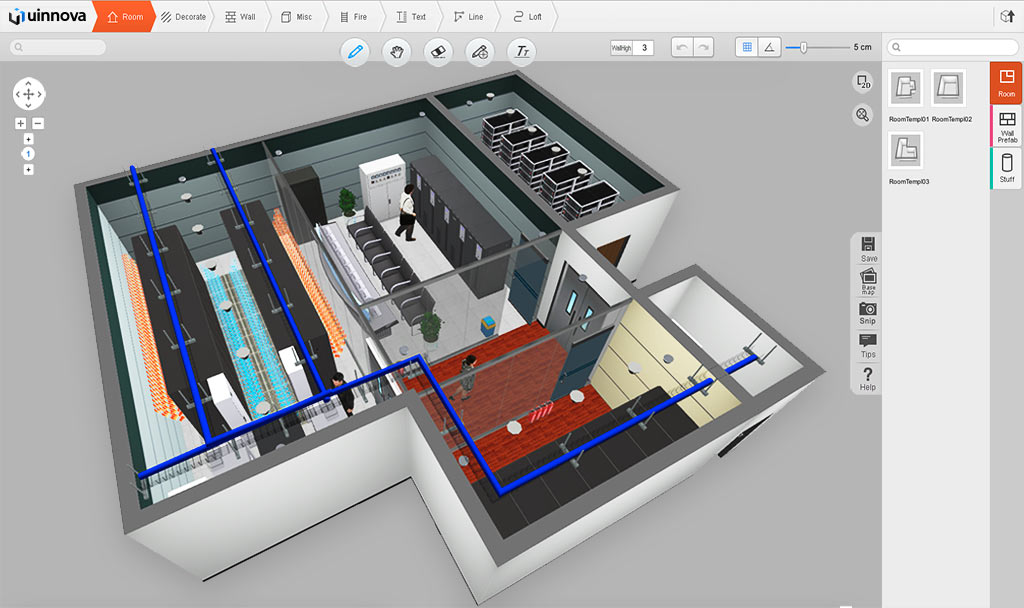 uinnova
Room
Decorate
Wall
Misc
Fire
Text
Line
Loft
WallHigh 3
5 cm
TT
2D
RoomTempl01
RoomTempl02
RoomTempl03
Room
Wall
Prefab
Stuff
Save
Base
map
Snip
Tips
Help